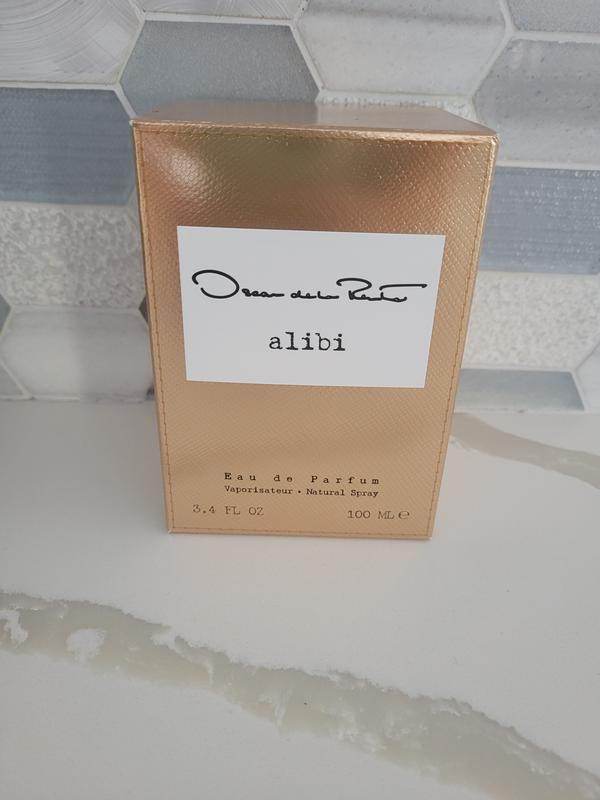 Oscar de la Renta
alibi
Eau de Parfum
Vaporisateur • Natural Spray
3.4 FL OZ 100 ML ℮